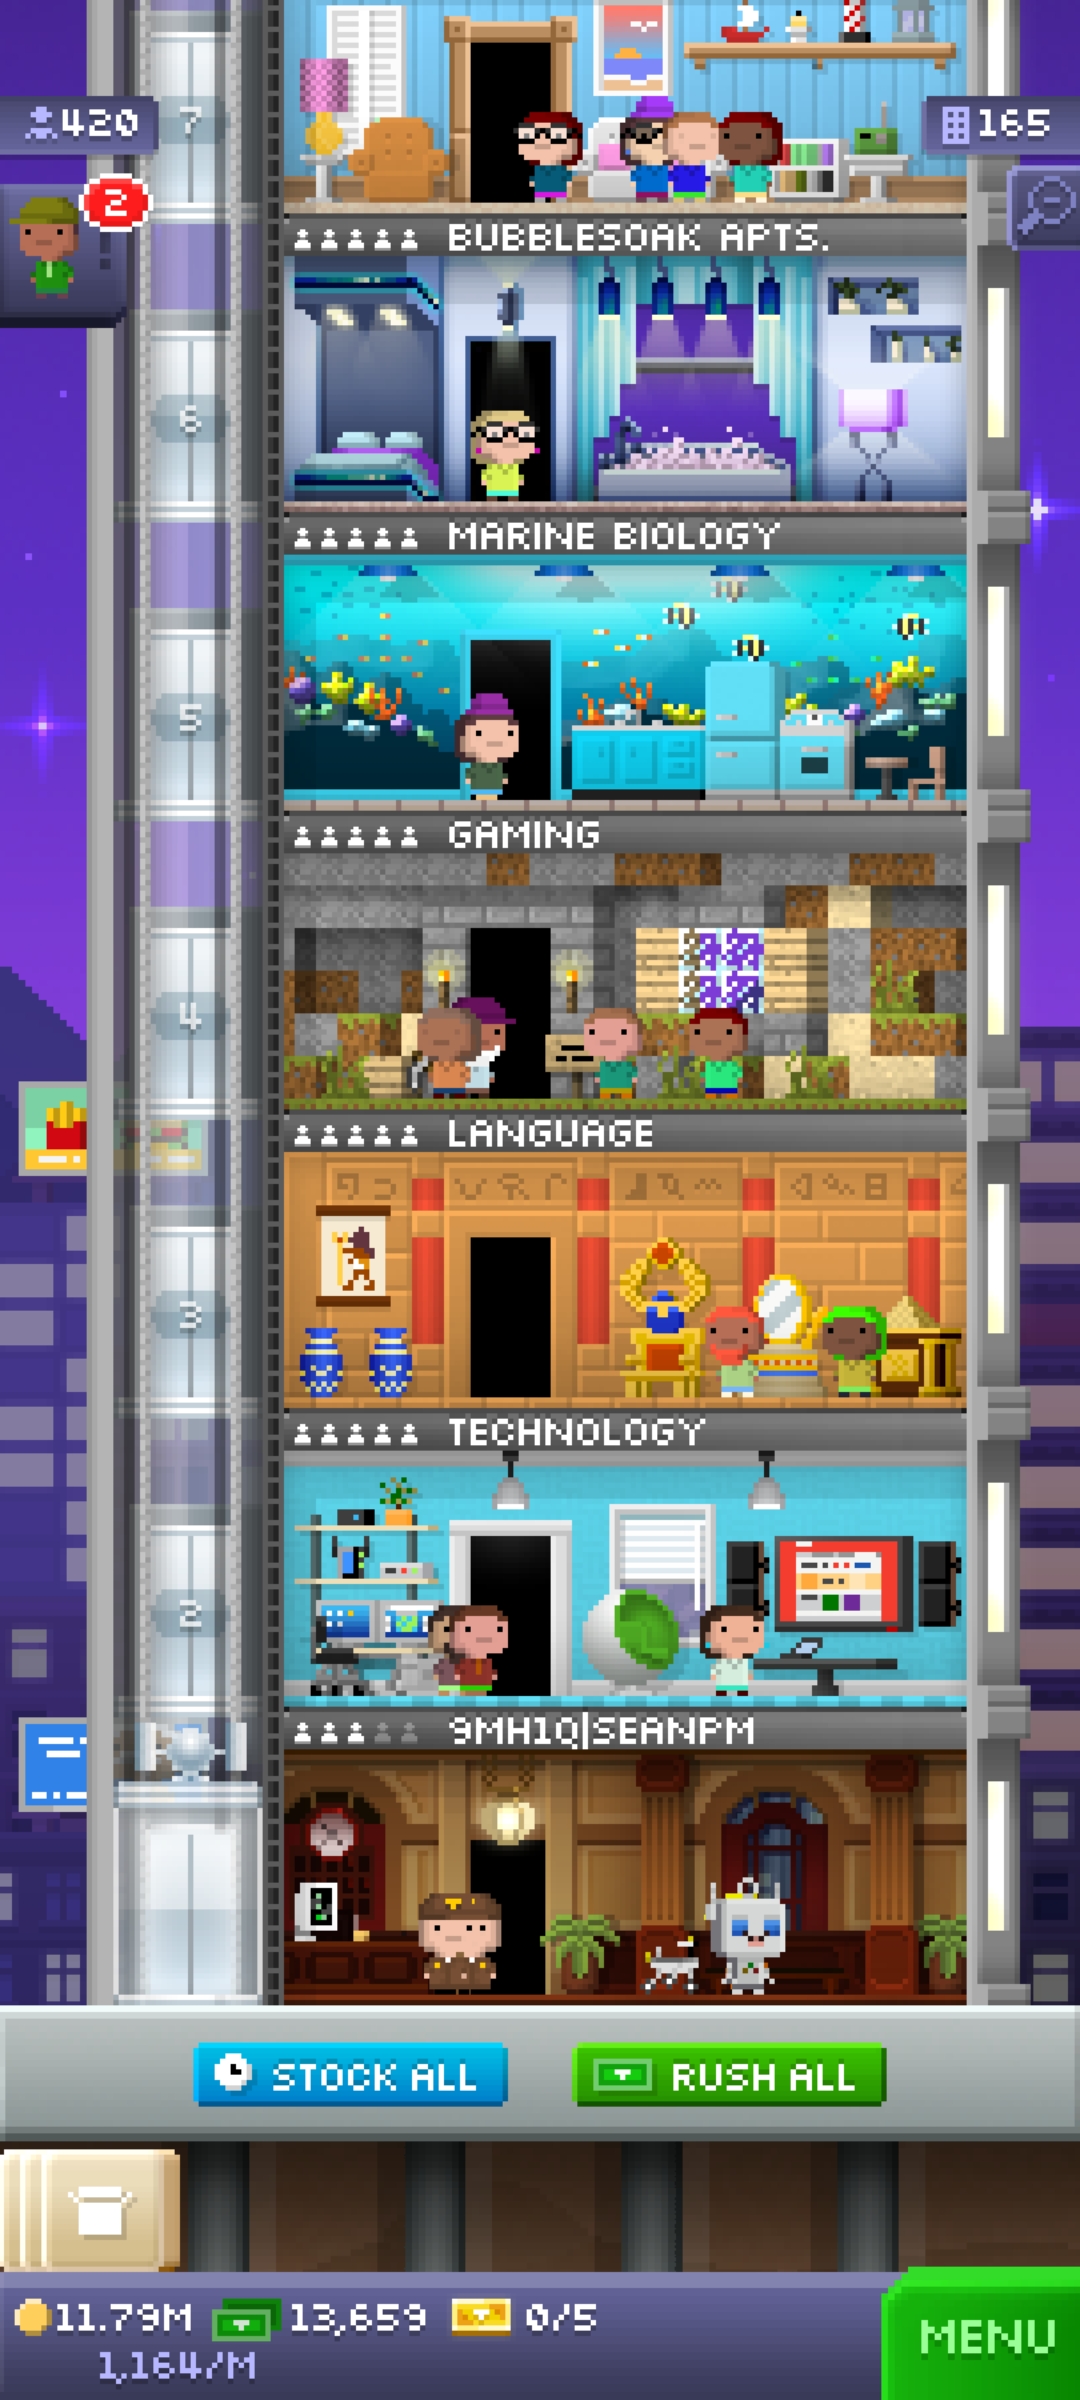 7
420
165
2
BUBBLESOAK APTS.
6
MARINE BIOLOGY
5
GAMING
4
LANGUAGE
3
TECHNOLOGY
2
9MH1Q|SEANPM
STOCK ALL
RUSH ALL
11.79M 13,659 0/5
1,164/M
MENU